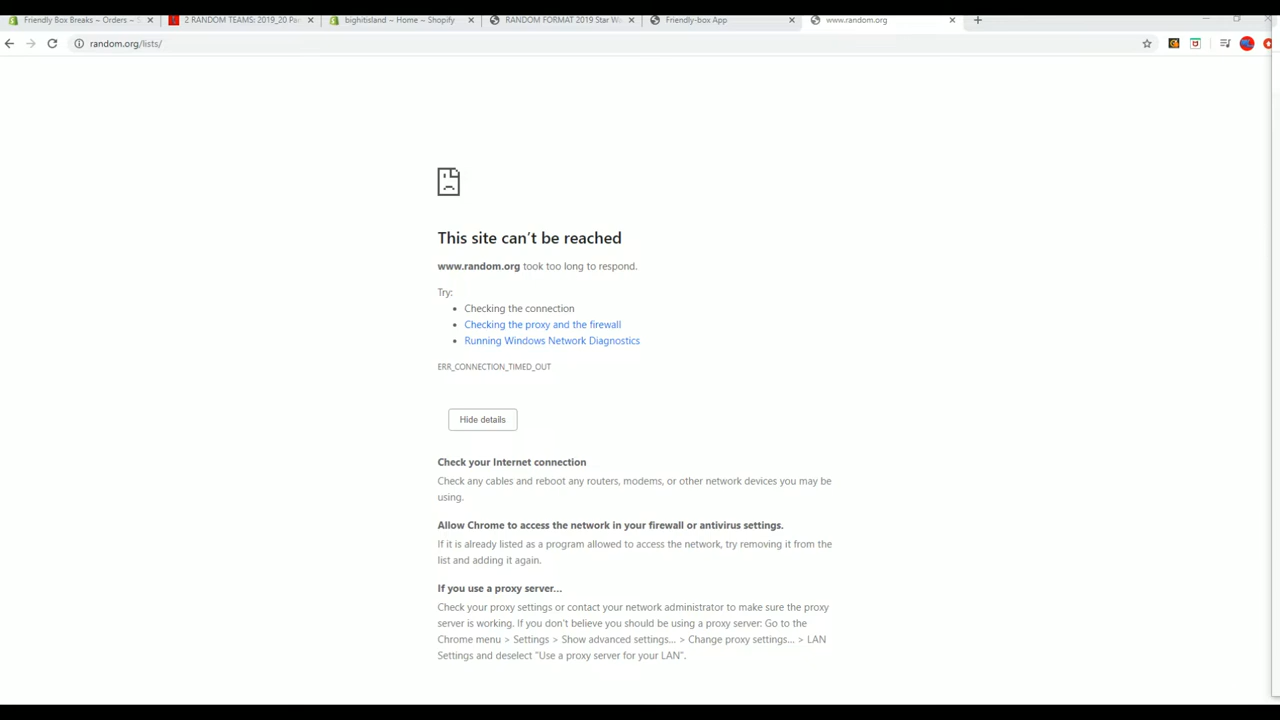 Friendly Box Breaks ~ Orders ~
2 RANDOM TEAMS: 2019_20 Pa
bighitisland ~ Home ~ Shopify
RANDOM FORMAT 2019 Star W
Friendly-box App
www.random.org
random.org/lists/
This site can't be reached
www.random.org took too long to respond.
Try:
• Checking the connection
• Checking the proxy and the firewall
• Running Windows Network Diagnostics
ERR_CONNECTION_TIMED_OUT
Hide details
Check your Internet connection
Check any cables and reboot any routers, modems, or other network devices you may be
using.
Allow Chrome to access the network in your firewall or antivirus settings.
If it is already listed as a program allowed to access the network, try removing it from the
list and adding it again.
If you use a proxy server...
Check your proxy settings or contact your network administrator to make sure the proxy
server is working. If you don't believe you should be using a proxy server: Go to the
Chrome menu > Settings > Show advanced settings... > Change proxy settings... > LAN
Settings and deselect "Use a proxy server for your LAN".